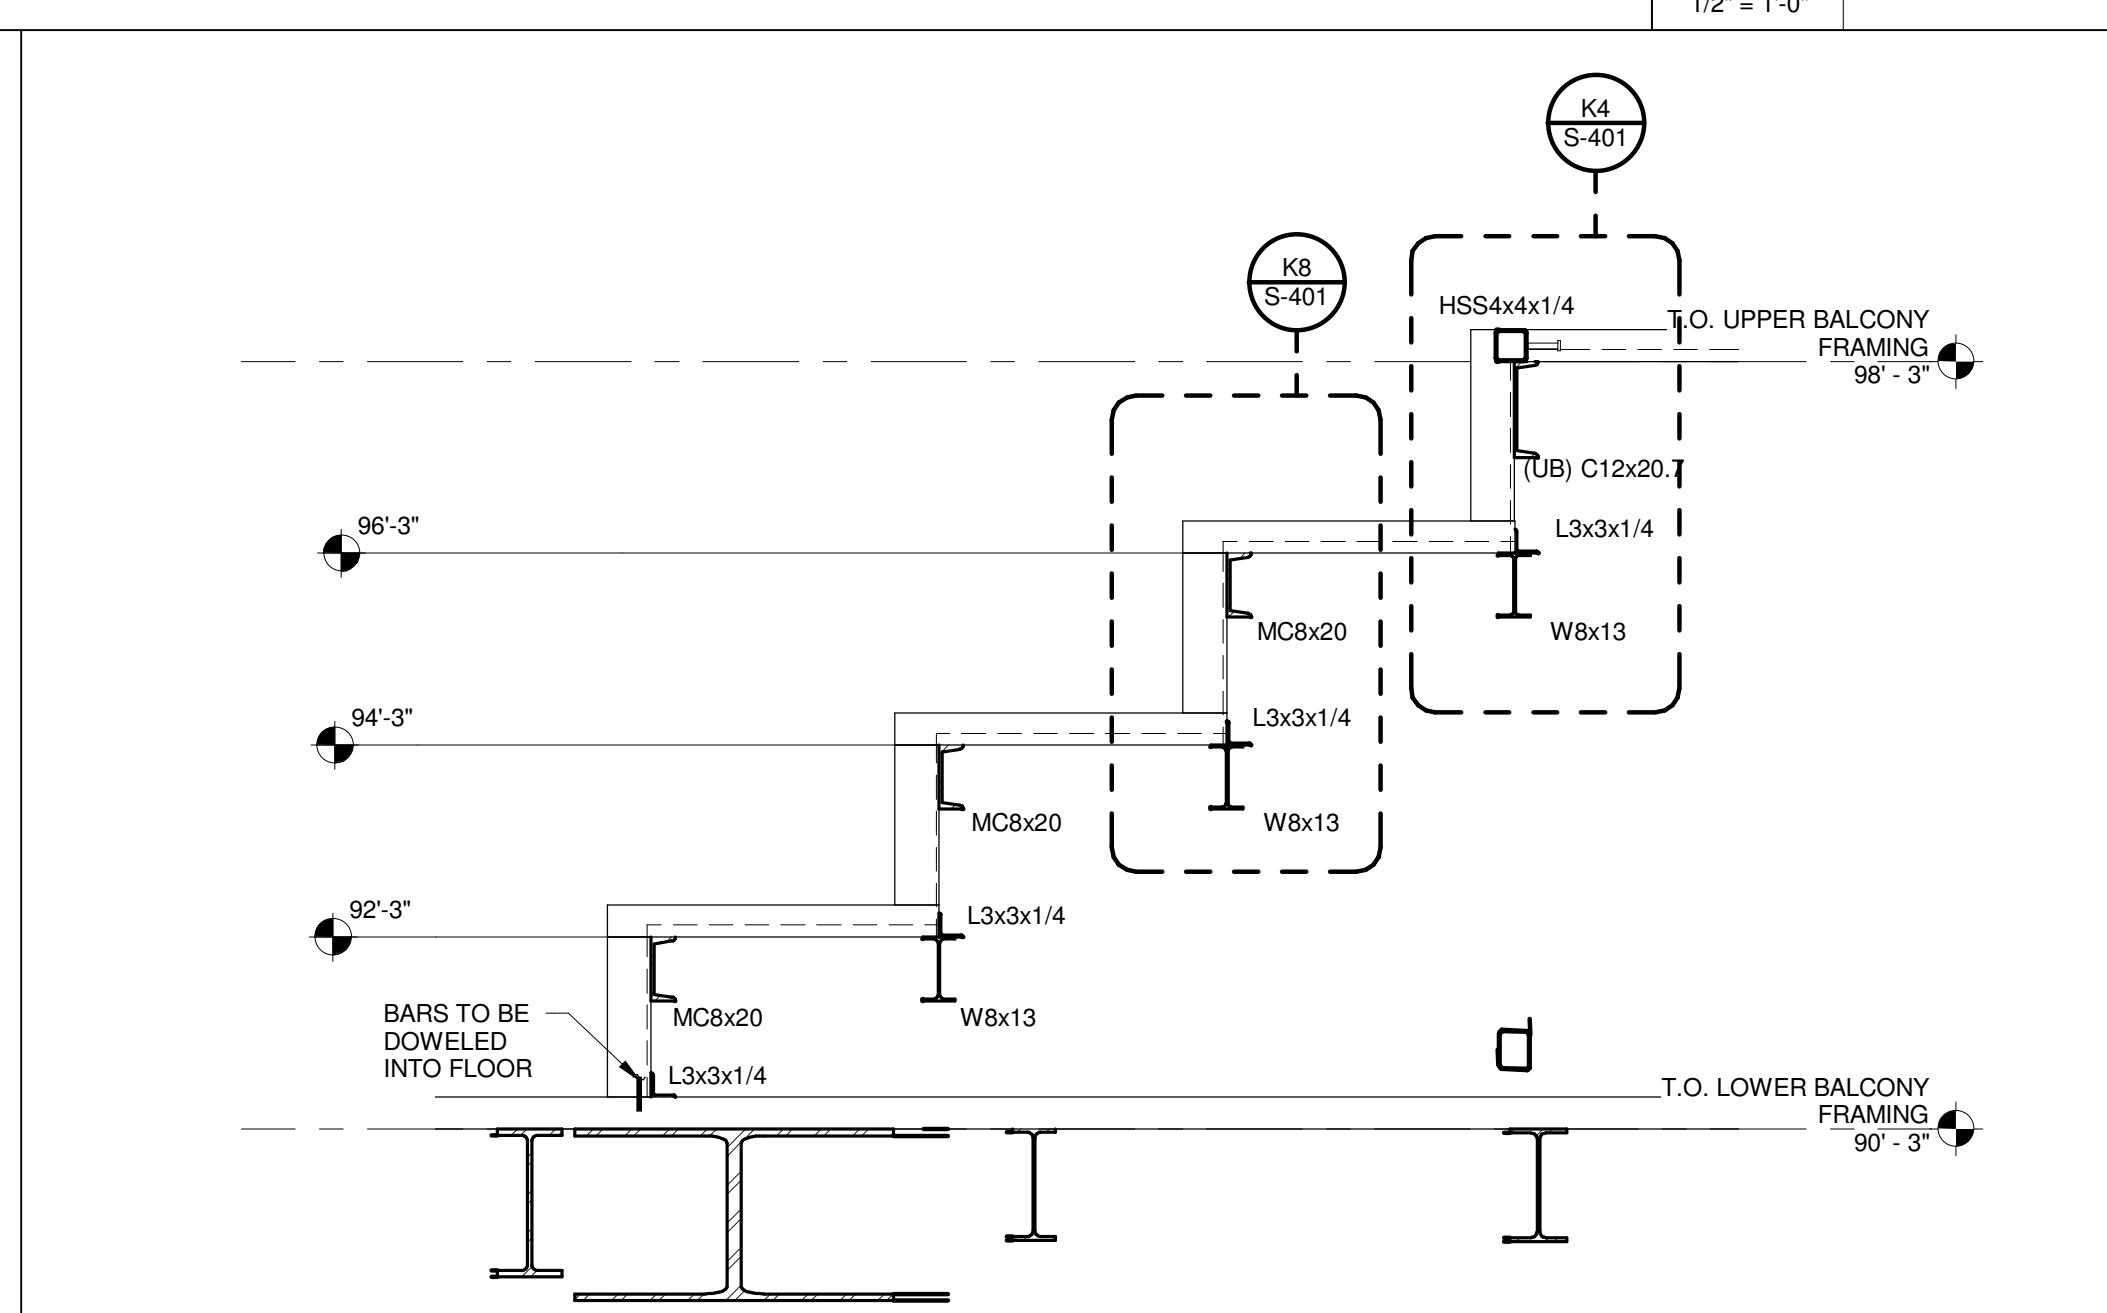 1/2" = 1'-0"
K4
S-401
K8
S-401
HSS4x4x1/4
T.O. UPPER BALCONY
FRAMING
98' - 3"
(UB) C12x20.7
96'-3"
L3x3x1/4
MC8x20
W8x13
94'-3"
L3x3x1/4
MC8x20
W8x13
92'-3"
L3x3x1/4
BARS TO BE
DOWELED
INTO FLOOR
MC8x20
W8x13
L3x3x1/4
T.O. LOWER BALCONY
FRAMING
90' - 3"